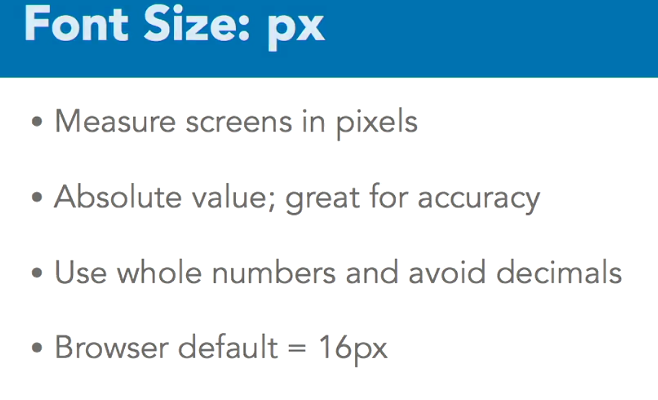 Font Size: px
• Measure screens in pixels
• Absolute value; great for accuracy
• Use whole numbers and avoid decimals
• Browser default = 16px